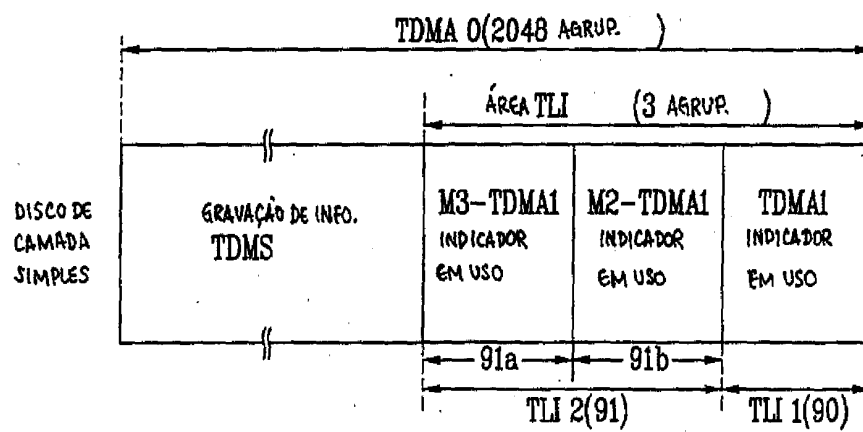 TDMA 0(2048 AGRUP. )
ÁREA TLI (3 AGRUP. )
DISCO DE
CAMADA
SIMPLES
GRAVAÇÃO DE INFO.
TDMS
M3-TDMA1
INDICADOR
EM USO
M2-TDMA1
INDICADOR
EM USO
TDMA1
INDICADOR
EM USO
91a
91b
TLI 2(91)
TLI 1(90)